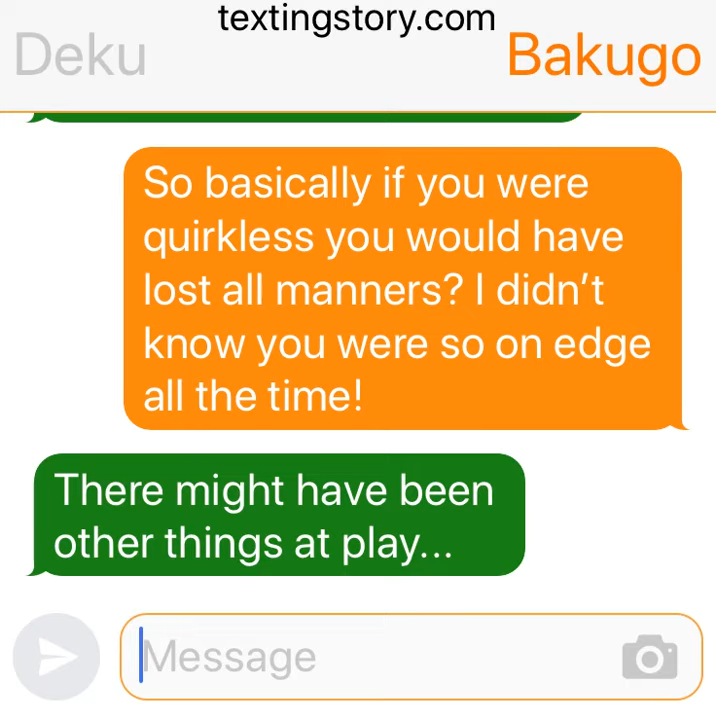 textingstory.com
Deku
Bakugo
So basically if you were
quirkless you would have
lost all manners? I didn’t
know you were so on edge
all the time!
There might have been
other things at play...
Message